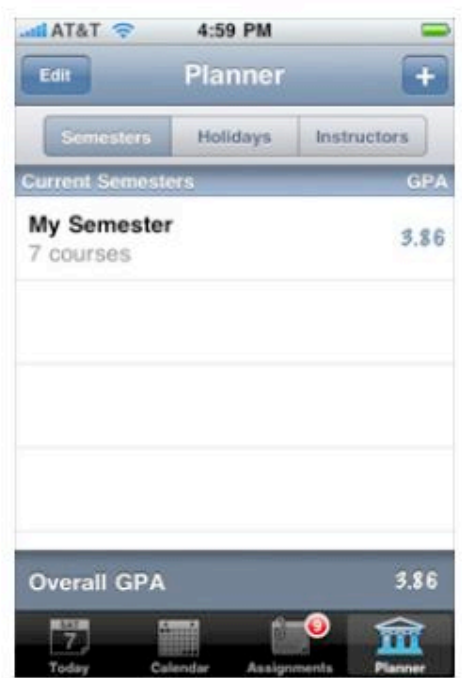 AT&T 4:59 PM
Edit Planner +
Semesters Holidays Instructors
Current Semesters GPA
My Semester 3.86
7 courses
Overall GPA 3.86
SAT 9
7
Today Calendar Assignments Planner